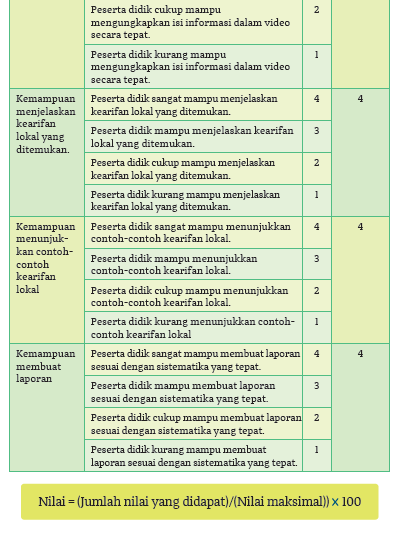 Peserta didik cukup mampu
mengungkapkan isi informasi dalam video
secara tepat.
2
Peserta didik kurang mampu
mengungkapkan isi informasi dalam video
secara tepat.
1
Kemampuan
menjelaskan
kearifan
lokal yang
ditemukan.
Peserta didik sangat mampu menjelaskan
kearifan lokal yang ditemukan.
4
4
Peserta didik mampu menjelaskan kearifan
lokal yang ditemukan.
3
Peserta didik cukup mampu menjelaskan
kearifan lokal yang ditemukan.
2
Peserta didik kurang mampu menjelaskan
kearifan lokal yang ditemukan.
1
Kemampuan
menunjuk-
kan contoh-
contoh
kearifan
lokal
Peserta didik sangat mampu menunjukkan
contoh-contoh kearifan lokal.
4
4
Peserta didik mampu menunjukkan
contoh-contoh kearifan lokal.
3
Peserta didik cukup mampu menunjukkan
contoh-contoh kearifan lokal.
2
Peserta didik kurang menunjukkan contoh-
contoh kearifan lokal
1
Kemampuan
membuat
laporan
Peserta didik sangat mampu membuat laporan
sesuai dengan sistematika yang tepat.
4
4
Peserta didik mampu membuat laporan
sesuai dengan sistematika yang tepat.
3
Peserta didik cukup mampu membuat laporan
sesuai dengan sistematika yang tepat.
2
Peserta didik kurang mampu membuat
laporan sesuai dengan sistematika yang tepat.
1
Nilai = (Jumlah nilai yang didapat)/(Nilai maksimal)) × 100